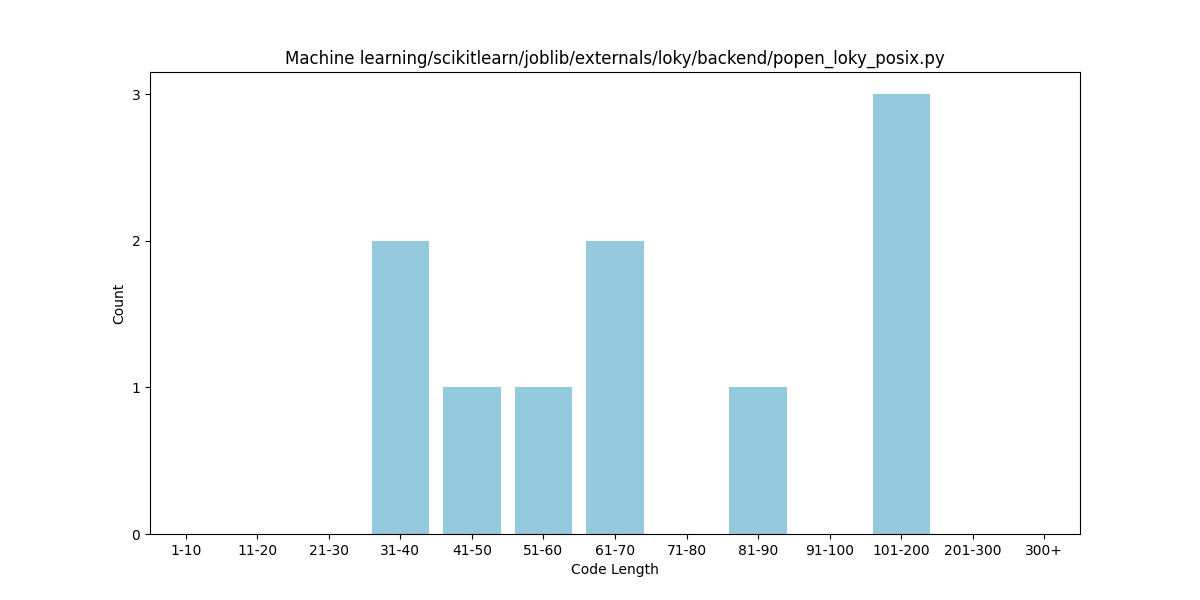 Machine learning/scikitlearn/joblib/externals/loky/backend/popen_loky_posix.py
3
2
1
0
Count
1-10 11-20 21-30 31-40 41-50 51-60 61-70 71-80 81-90 91-100 101-200 201-300 300+
Code Length